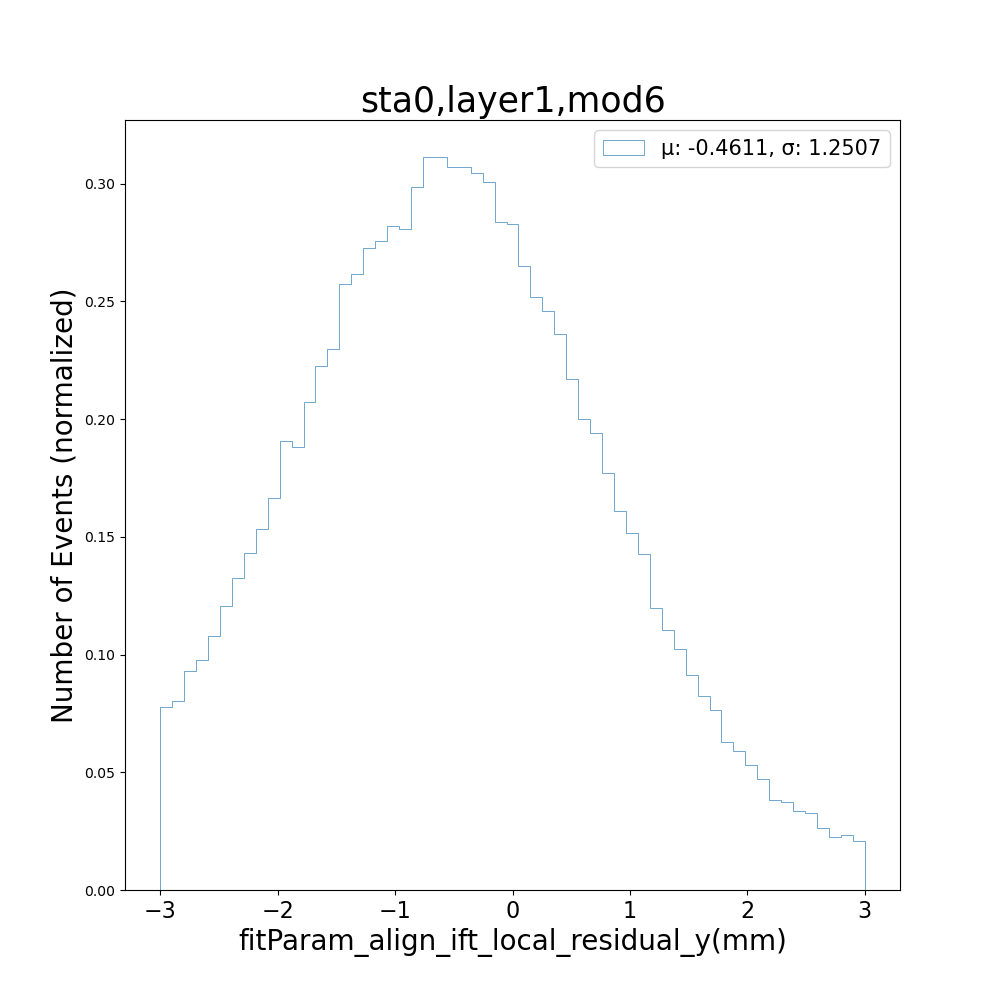 sta0,layer1,mod6
μ: -0.4611, σ: 1.2507
Number of Events (normalized)
0.30
0.25
0.20
0.15
0.10
0.05
0.00
−3 −2 −1 0 1 2 3
fitParam_align_ift_local_residual_y(mm)